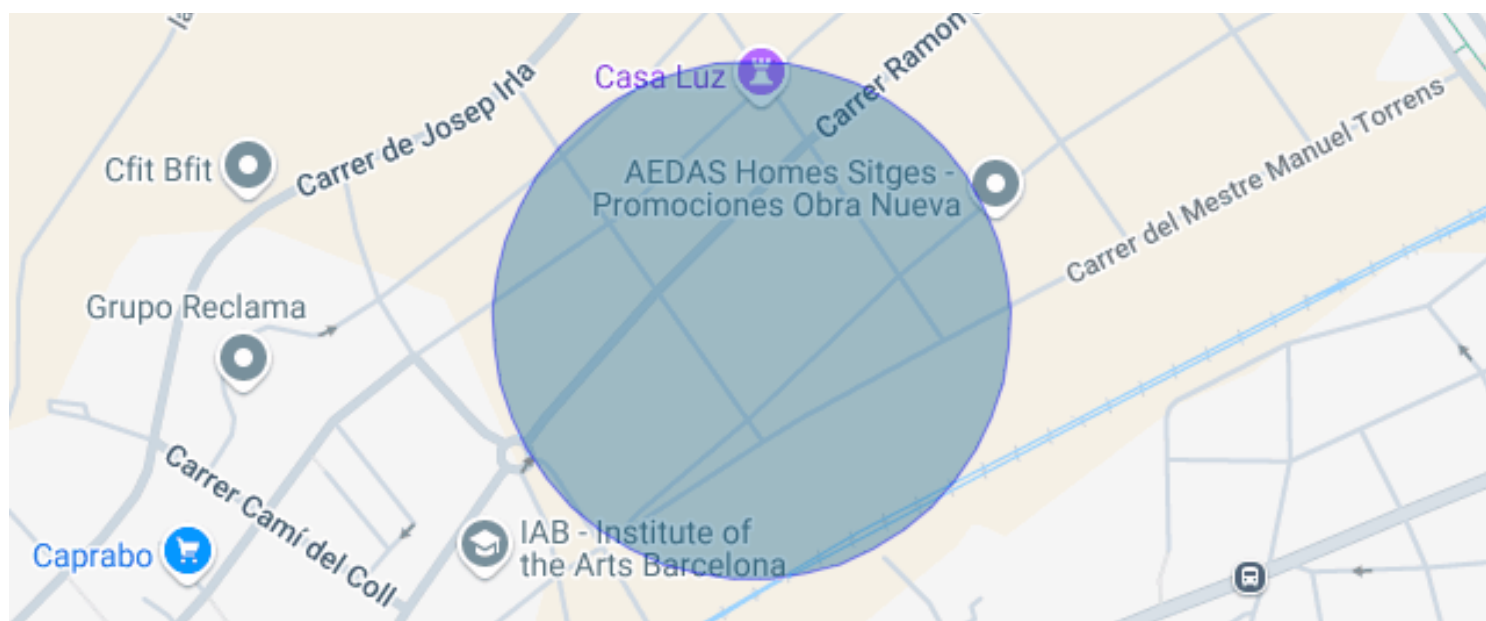 Casa Luz
Carrer de Josep Irla
Carrer Ramon
Cfit Bfit
AEDAS Homes Sitges -
Promociones Obra Nueva
Carrer del Mestre Manuel Torrens
Grupo Reclama
Carrer Camí del Coll
IAB - Institute of
the Arts Barcelona
Caprabo